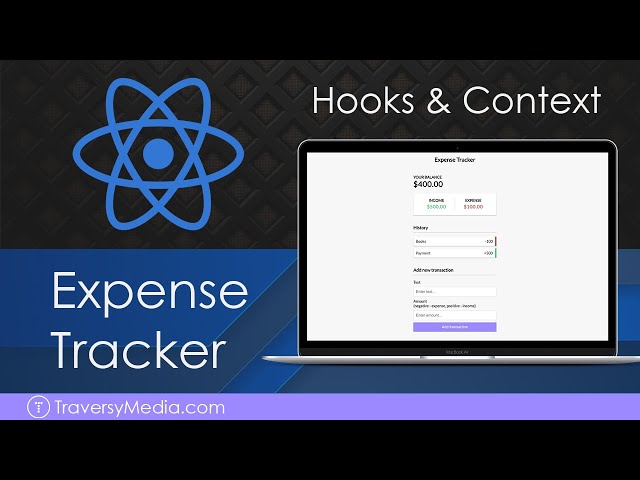 Hooks & Context
Expense Tracker
YOUR BALANCE
$400.00
INCOME EXPENSE
$500.00 $100.00
History
Books -100
Payment +500
Add new transaction
Text
Enter text...
Amount
(negative - expense, positive - income)
Enter amount...
Add transaction
MacBook Air
Expense
Tracker
TraversyMedia.com